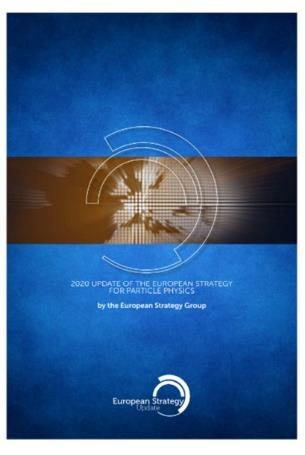 2020 UPDATE OF THE EUROPEAN STRATEGY
FOR PARTICLE PHYSICS
by the European Strategy Group
European Strategy
Update